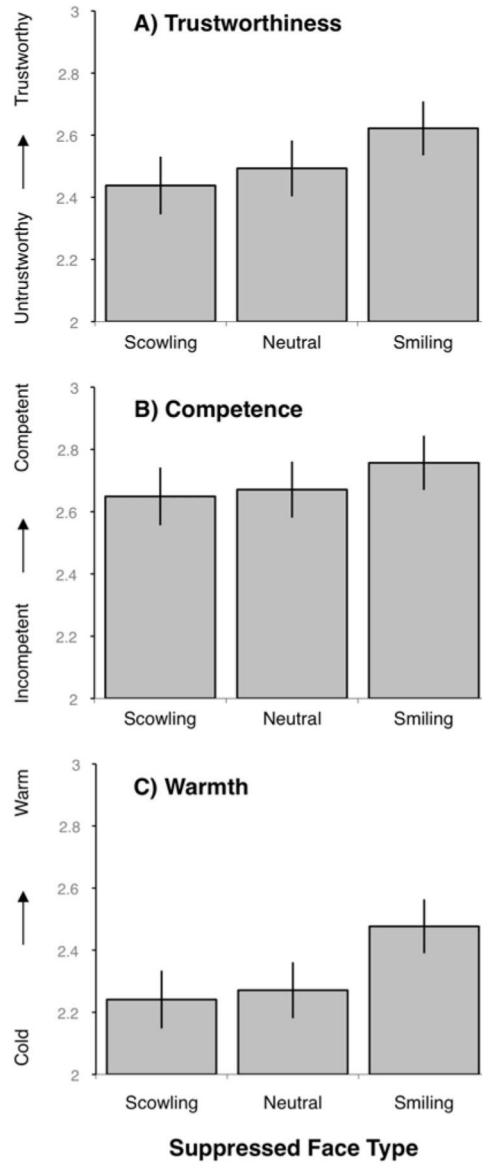 A) Trustworthiness
Trustworthy
Untrustworthy
3
2.8
2.6
2.4
2.2
2
Scowling Neutral Smiling
B) Competence
Competent
Incompetent
3
2.8
2.6
2.4
2.2
2
Scowling Neutral Smiling
C) Warmth
Warm
Cold
3
2.8
2.6
2.4
2.2
2
Scowling Neutral Smiling
Suppressed Face Type